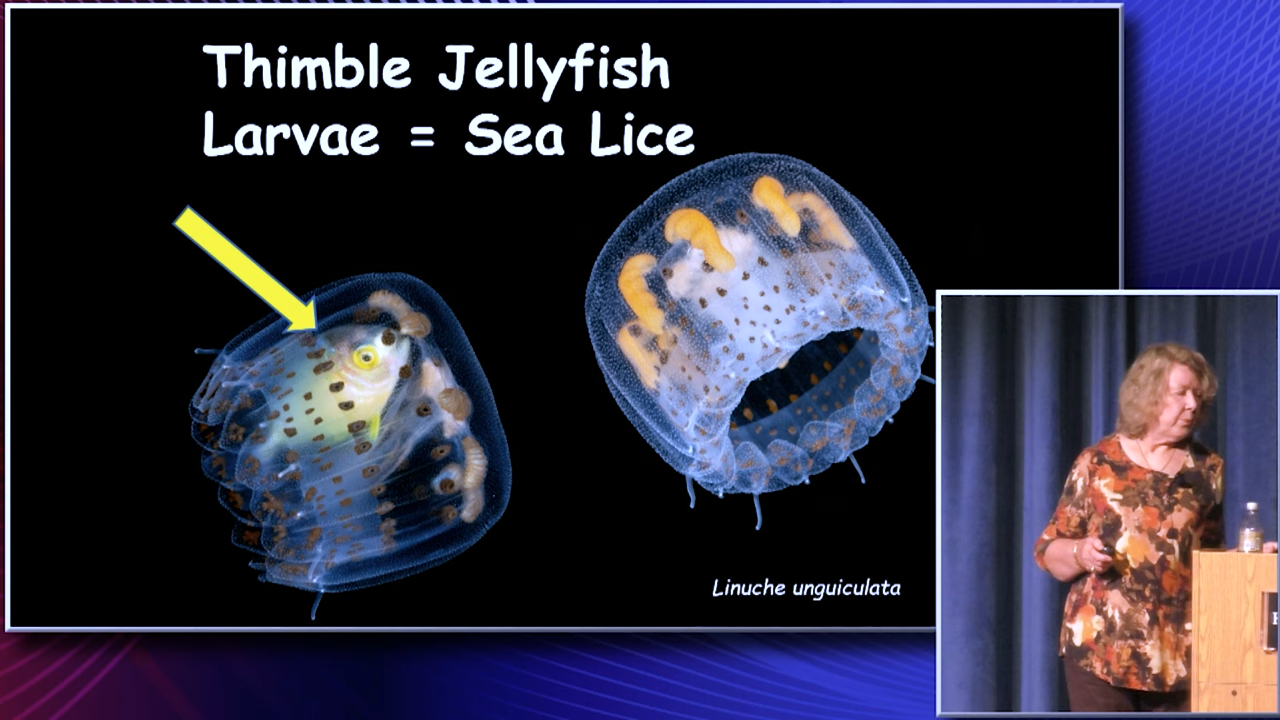 Thimble Jellyfish
Larvae = Sea Lice
Linuche unguiculata